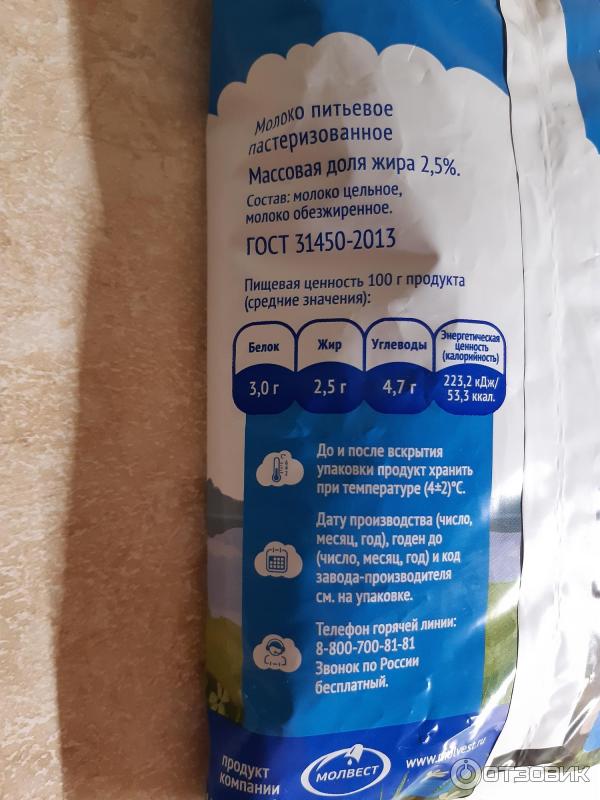 Молоко питьевое
пастеризованное
Массовая доля жира 2,5%.
Состав: молоко цельное,
молоко обезжиренное.
ГОСТ 31450-2013
Пищевая ценность 100 г продукта
(средние значения):
Белок
3,0 г
Жир
2,5 г
Углеводы
4,7 г
Энергетическая
ценность
(калорийность)
223,2 кДж/
53,3 ккал.
До и после вскрытия
упаковки продукт хранить
при температуре (4±2)°С.
Дату производства (число,
месяц, год), годен до
(число, месяц, год) и код
завода-производителя
см. на упаковке.
Телефон горячей линии:
8-800-700-81-81
Звонок по России
бесплатный.
продукт
компании
МОЛВЕСТ
www.molvest.ru
ОТЗОВИК